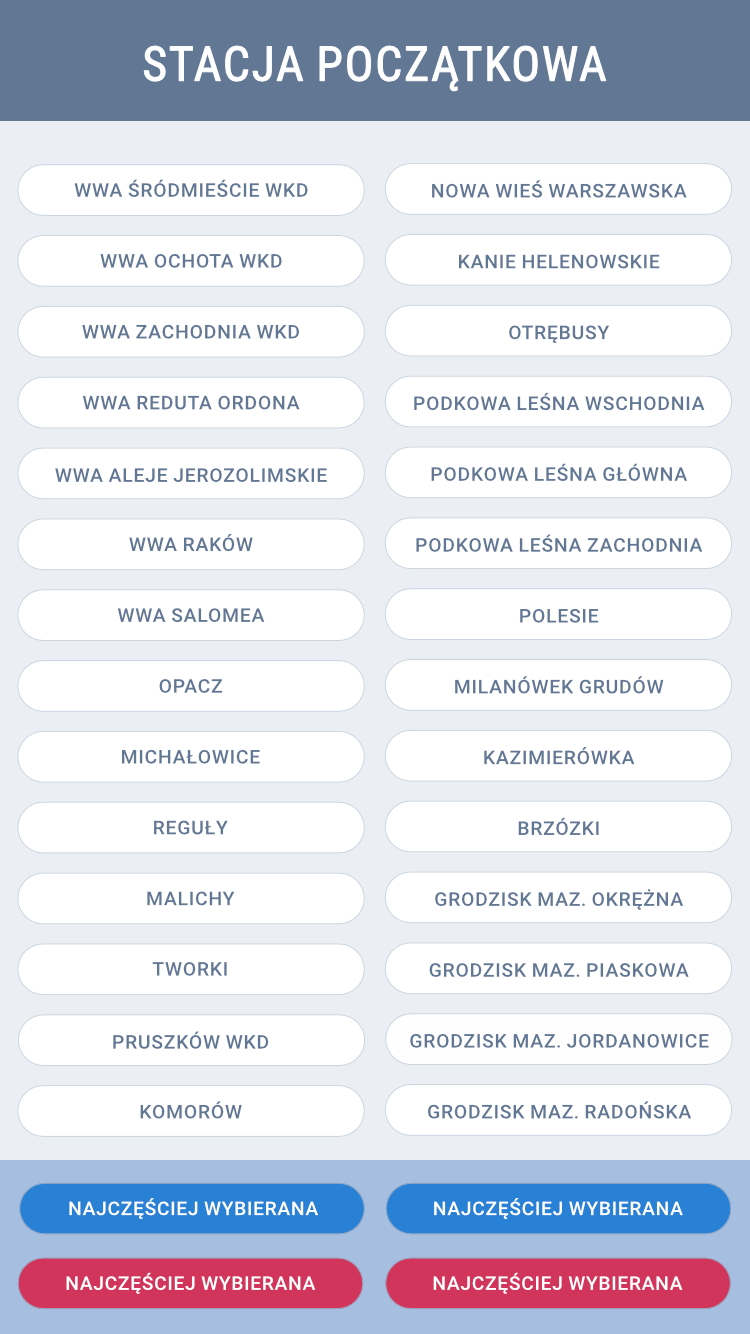 STACJA POCZĄTKOWA
WWA ŚRÓDMIEŚCIE WKD
WWA OCHOTA WKD
WWA ZACHODNIA WKD
WWA REDUTA ORDONA
WWA ALEJE JEROZOLIMSKIE
WWA RAKÓW
WWA SALOMEA
OPACZ
MICHAŁOWICE
REGUŁY
MALICHY
TWORKI
PRUSZKÓW WKD
KOMORÓW
NOWA WIEŚ WARSZAWSKA
KANIE HELENOWSKIE
OTRĘBUSY
PODKOWA LEŚNA WSCHODNIA
PODKOWA LEŚNA GŁÓWNA
PODKOWA LEŚNA ZACHODNIA
POLESIE
MILANÓWEK GRUDÓW
KAZIMIERÓWKA
BRZÓZKI
GRODZISK MAZ. OKRĘŻNA
GRODZISK MAZ. PIASKOWA
GRODZISK MAZ. JORDANOWICE
GRODZISK MAZ. RADOŃSKA
NAJCZĘŚCIEJ WYBIERANA
NAJCZĘŚCIEJ WYBIERANA
NAJCZĘŚCIEJ WYBIERANA
NAJCZĘŚCIEJ WYBIERANA